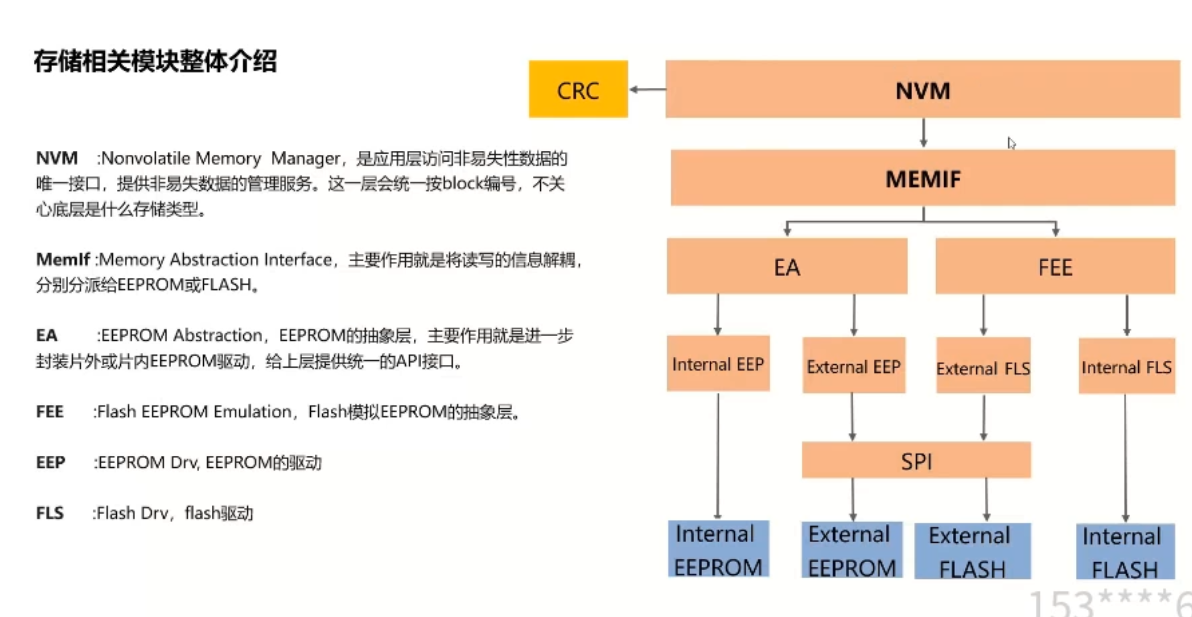 存储相关模块整体介绍
NVM :Nonvolatile Memory Manager，是应用层访问非易失性数据的
唯一接口，提供非易失数据的管理服务。这一层会统一按block编号，不关
心底层是什么存储类型。
MemIf :Memory Abstraction Interface，主要作用就是将读写的信息解耦，
分别分派给EEPROM或FLASH。
EA :EEPROM Abstraction，EEPROM的抽象层，主要作用就是进一步
封装片外或片内EEPROM驱动，给上层提供统一的API接口。
FEE :Flash EEPROM Emulation，Flash模拟EEPROM的抽象层。
EEP :EEPROM Drv, EEPROM的驱动
FLS :Flash Drv，flash驱动
CRC
NVM
MEMIF
EA
FEE
Internal EEP
External EEP
External FLS
Internal FLS
SPI
Internal
EEPROM
External
EEPROM
External
FLASH
Internal
FLASH
153****6